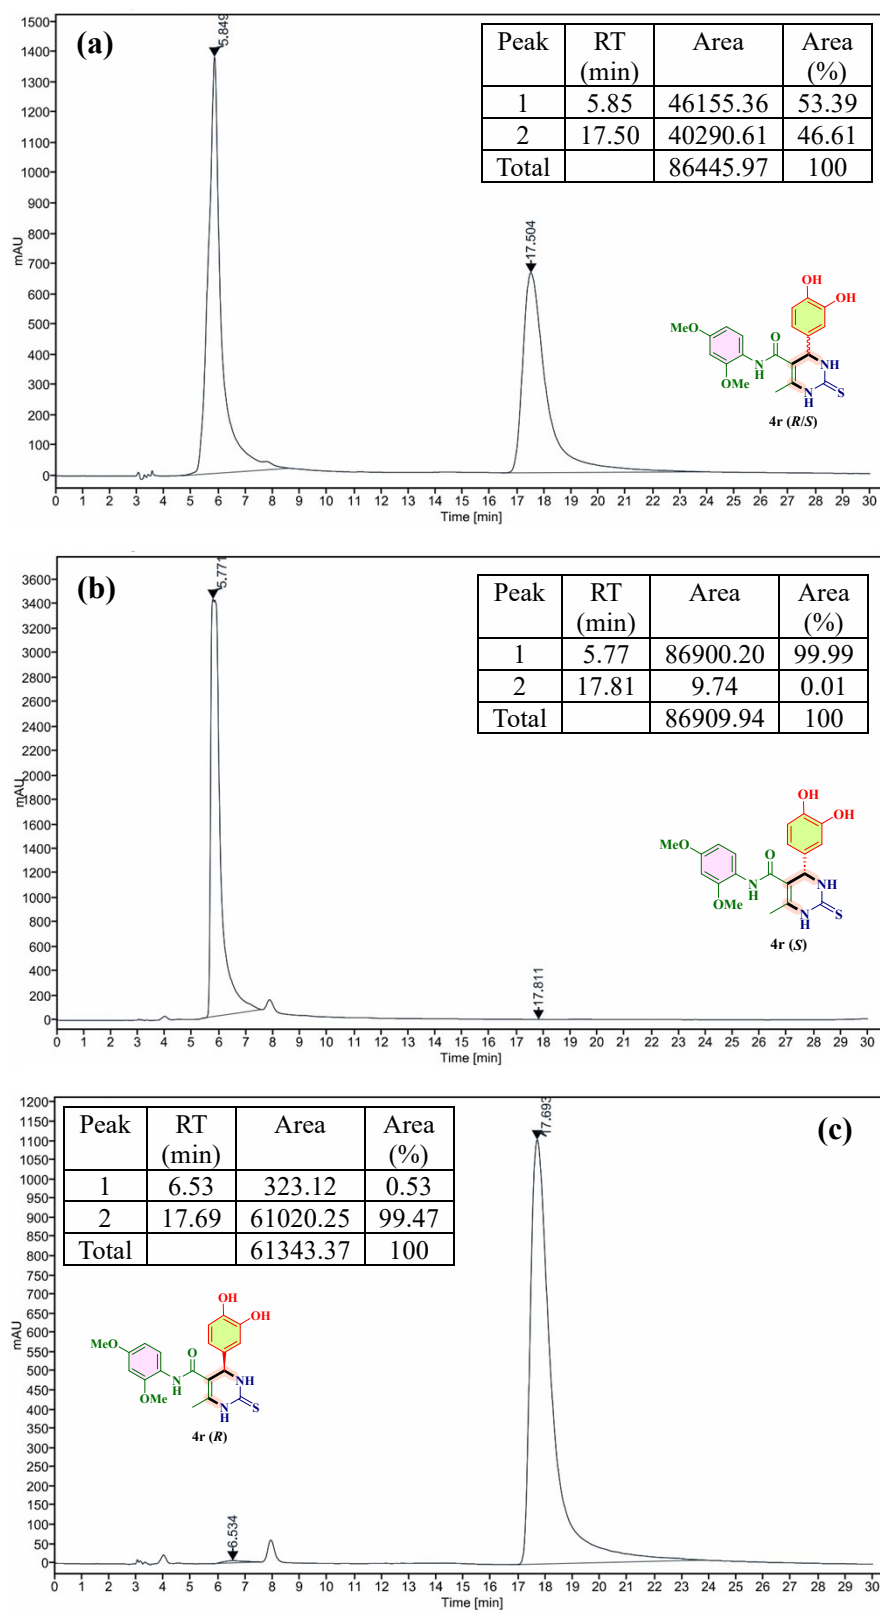 (a)
5.849
17.504
Peak RT (min) Area Area (%)
1 5.85 46155.36 53.39
2 17.50 40290.61 46.61
Total 86445.97 100
mAU
1500
1400
1300
1200
1100
1000
900
800
700
600
500
400
300
200
100
0
0 1 2 3 4 5 6 7 8 9 10 11 12 13 14 15 16 17 18 19 20 21 22 23 24 25 26 27 28 29 30
Time [min]
OH
OH
MeO
O
NH
N
H
OMe
N
H
S
4r (R/S)
(b)
5.771
17.811
Peak RT (min) Area Area (%)
1 5.77 86900.20 99.99
2 17.81 9.74 0.01
Total 86909.94 100
mAU
3600
3400
3200
3000
2800
2600
2400
2200
2000
1800
1600
1400
1200
1000
800
600
400
200
0
0 1 2 3 4 5 6 7 8 9 10 11 12 13 14 15 16 17 18 19 20 21 22 23 24 25 26 27 28 29 30
Time [min]
OH
OH
MeO
O
NH
N
H
OMe
N
H
S
4r (S)
(c)
6.534
17.693
Peak RT (min) Area Area (%)
1 6.53 323.12 0.53
2 17.69 61020.25 99.47
Total 61343.37 100
mAU
1200
1150
1100
1050
1000
950
900
850
800
750
700
650
600
550
500
450
400
350
300
250
200
150
100
50
0
0 1 2 3 4 5 6 7 8 9 10 11 12 13 14 15 16 17 18 19 20 21 22 23 24 25 26 27 28 29 30
Time [min]
OH
OH
MeO
O
NH
N
H
OMe
N
H
S
4r (R)